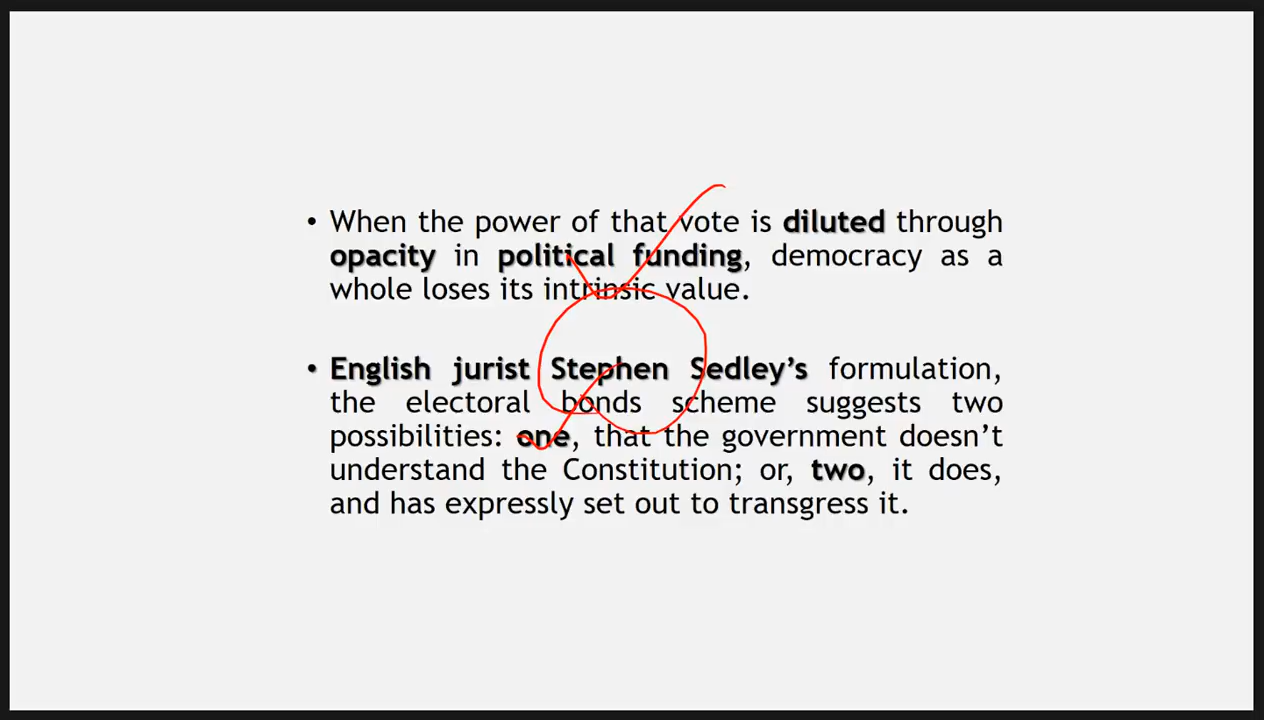 • When the power of that vote is diluted through
opacity in political funding, democracy as a
whole loses its intrinsic value.
• English jurist Stephen Sedley’s formulation,
the electoral bonds scheme suggests two
possibilities: one, that the government doesn’t
understand the Constitution; or, two, it does,
and has expressly set out to transgress it.